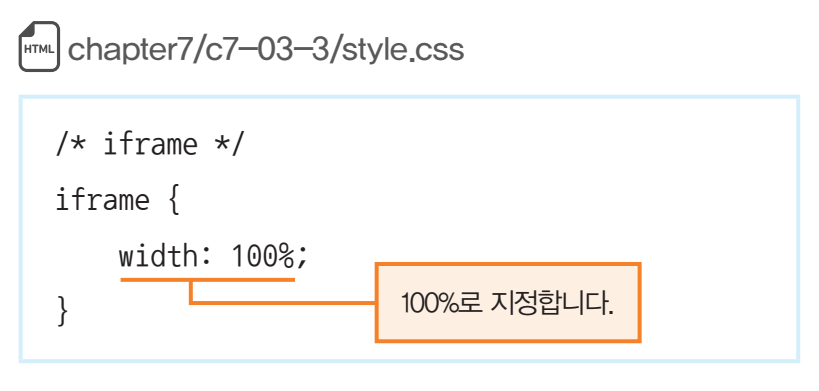 HTML chapter7/c7-03-3/style.css
/* iframe */
iframe {
width: 100%;
100%로 지정합니다.
}